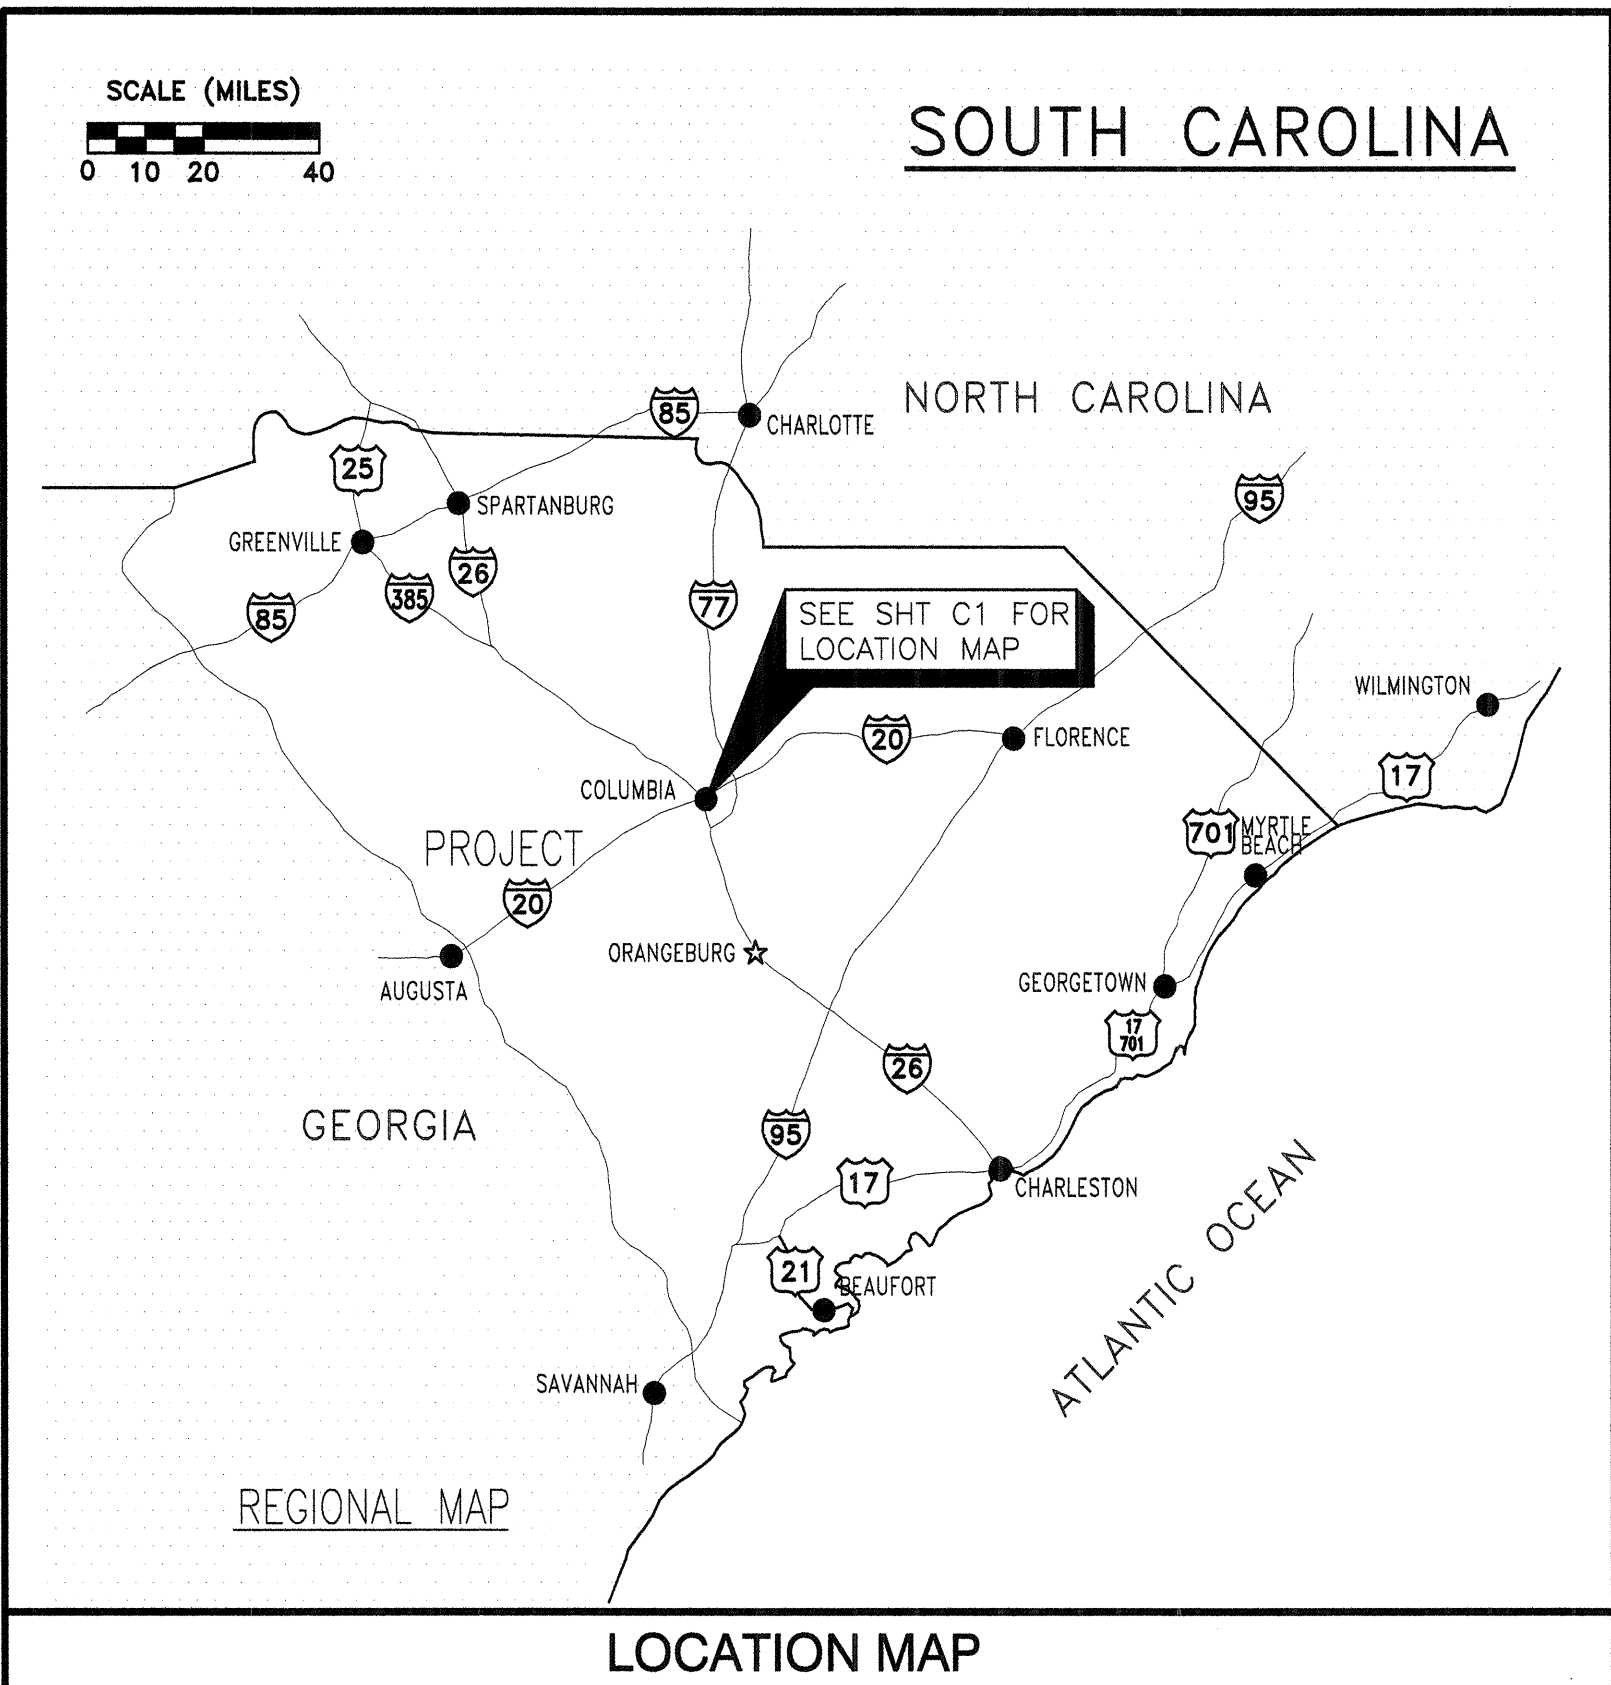 SCALE (MILES)
0 10 20 40
SOUTH CAROLINA
NORTH CAROLINA
85
CHARLOTTE
25
SPARTANBURG
95
GREENVILLE
26
385
77
85
SEE SHT C1 FOR
LOCATION MAP
WILMINGTON
20
FLORENCE
17
COLUMBIA
701
MYRTLE
BEACH
PROJECT
20
ORANGEBURG
AUGUSTA
GEORGETOWN
17
701
26
GEORGIA
95
17
CHARLESTON
ATLANTIC OCEAN
21
BEAUFORT
SAVANNAH
REGIONAL MAP
LOCATION MAP